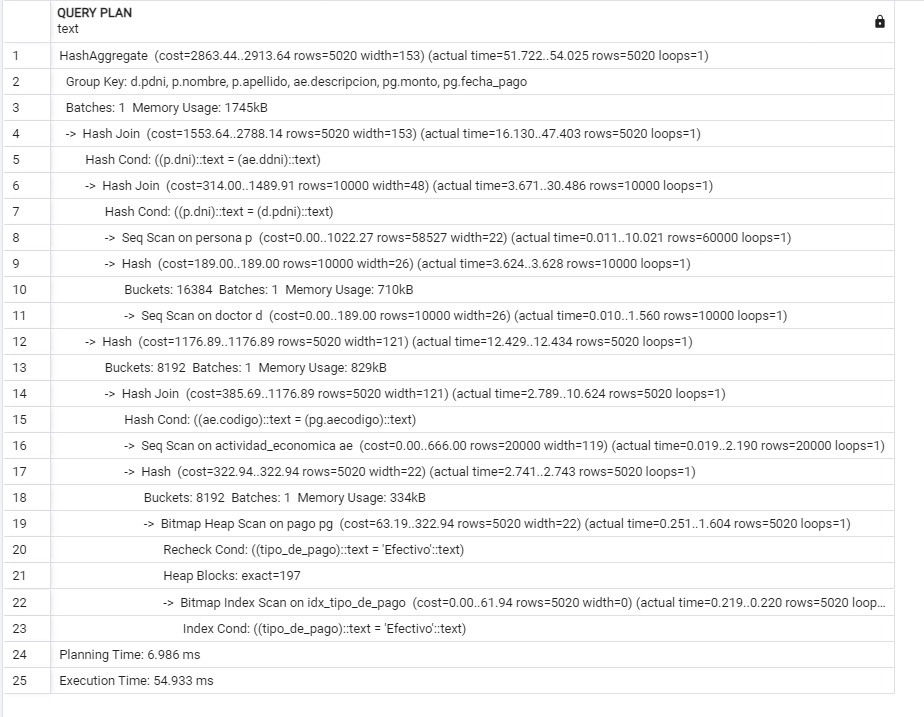 QUERY PLAN
text
1 HashAggregate (cost=2863.44..2913.64 rows=5020 width=153) (actual time=51.722..54.025 rows=5020 loops=1)
2 Group Key: d.pdni, p.nombre, p.apellido, ae.descripcion, pg.monto, pg.fecha_pago
3 Batches: 1 Memory Usage: 1745kB
4 -> Hash Join (cost=1553.64..2788.14 rows=5020 width=153) (actual time=16.130..47.403 rows=5020 loops=1)
5 Hash Cond: ((p.dni)::text = (ae.ddni)::text)
6 -> Hash Join (cost=314.00..1489.91 rows=10000 width=48) (actual time=3.671..30.486 rows=10000 loops=1)
7 Hash Cond: ((p.dni)::text = (d.pdni)::text)
8 -> Seq Scan on persona p (cost=0.00..1022.27 rows=58527 width=22) (actual time=0.011..10.021 rows=60000 loops=1)
9 -> Hash (cost=189.00..189.00 rows=10000 width=26) (actual time=3.624..3.628 rows=10000 loops=1)
10 Buckets: 16384 Batches: 1 Memory Usage: 710kB
11 -> Seq Scan on doctor d (cost=0.00..189.00 rows=10000 width=26) (actual time=0.010..1.560 rows=10000 loops=1)
12 -> Hash (cost=1176.89..1176.89 rows=5020 width=121) (actual time=12.429..12.434 rows=5020 loops=1)
13 Buckets: 8192 Batches: 1 Memory Usage: 829kB
14 -> Hash Join (cost=385.69..1176.89 rows=5020 width=121) (actual time=2.789..10.624 rows=5020 loops=1)
15 Hash Cond: ((ae.codigo)::text = (pg.aecodigo)::text)
16 -> Seq Scan on actividad_economica ae (cost=0.00..666.00 rows=20000 width=119) (actual time=0.019..2.190 rows=20000 loops=1)
17 -> Hash (cost=322.94..322.94 rows=5020 width=22) (actual time=2.741..2.743 rows=5020 loops=1)
18 Buckets: 8192 Batches: 1 Memory Usage: 334kB
19 -> Bitmap Heap Scan on pago pg (cost=63.19..322.94 rows=5020 width=22) (actual time=0.251..1.604 rows=5020 loops=1)
20 Recheck Cond: ((tipo_de_pago)::text = 'Efectivo'::text)
21 Heap Blocks: exact=197
22 -> Bitmap Index Scan on idx_tipo_de_pago (cost=0.00..61.94 rows=5020 width=0) (actual time=0.219..0.220 rows=5020 loop...
23 Index Cond: ((tipo_de_pago)::text = 'Efectivo'::text)
24 Planning Time: 6.986 ms
25 Execution Time: 54.933 ms